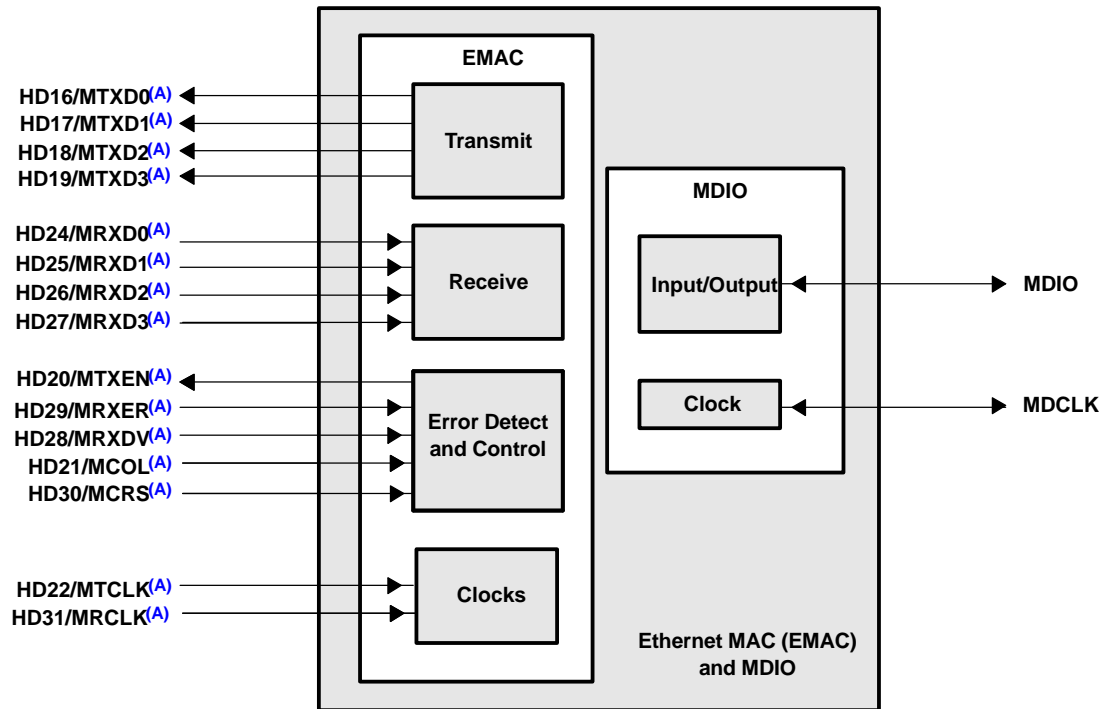 EMAC
HD16/MTXD0(A)
HD17/MTXD1(A)
HD18/MTXD2(A)
HD19/MTXD3(A)
Transmit
HD24/MRXD0(A)
HD25/MRXD1(A)
HD26/MRXD2(A)
HD27/MRXD3(A)
Receive
HD20/MTXEN(A)
HD29/MRXER(A)
HD28/MRXDV(A)
HD21/MCOL(A)
HD30/MCRS(A)
Error Detect
and Control
HD22/MTCLK(A)
HD31/MRCLK(A)
Clocks
MDIO
Input/Output
MDIO
Clock
MDCLK
Ethernet MAC (EMAC)
and MDIO